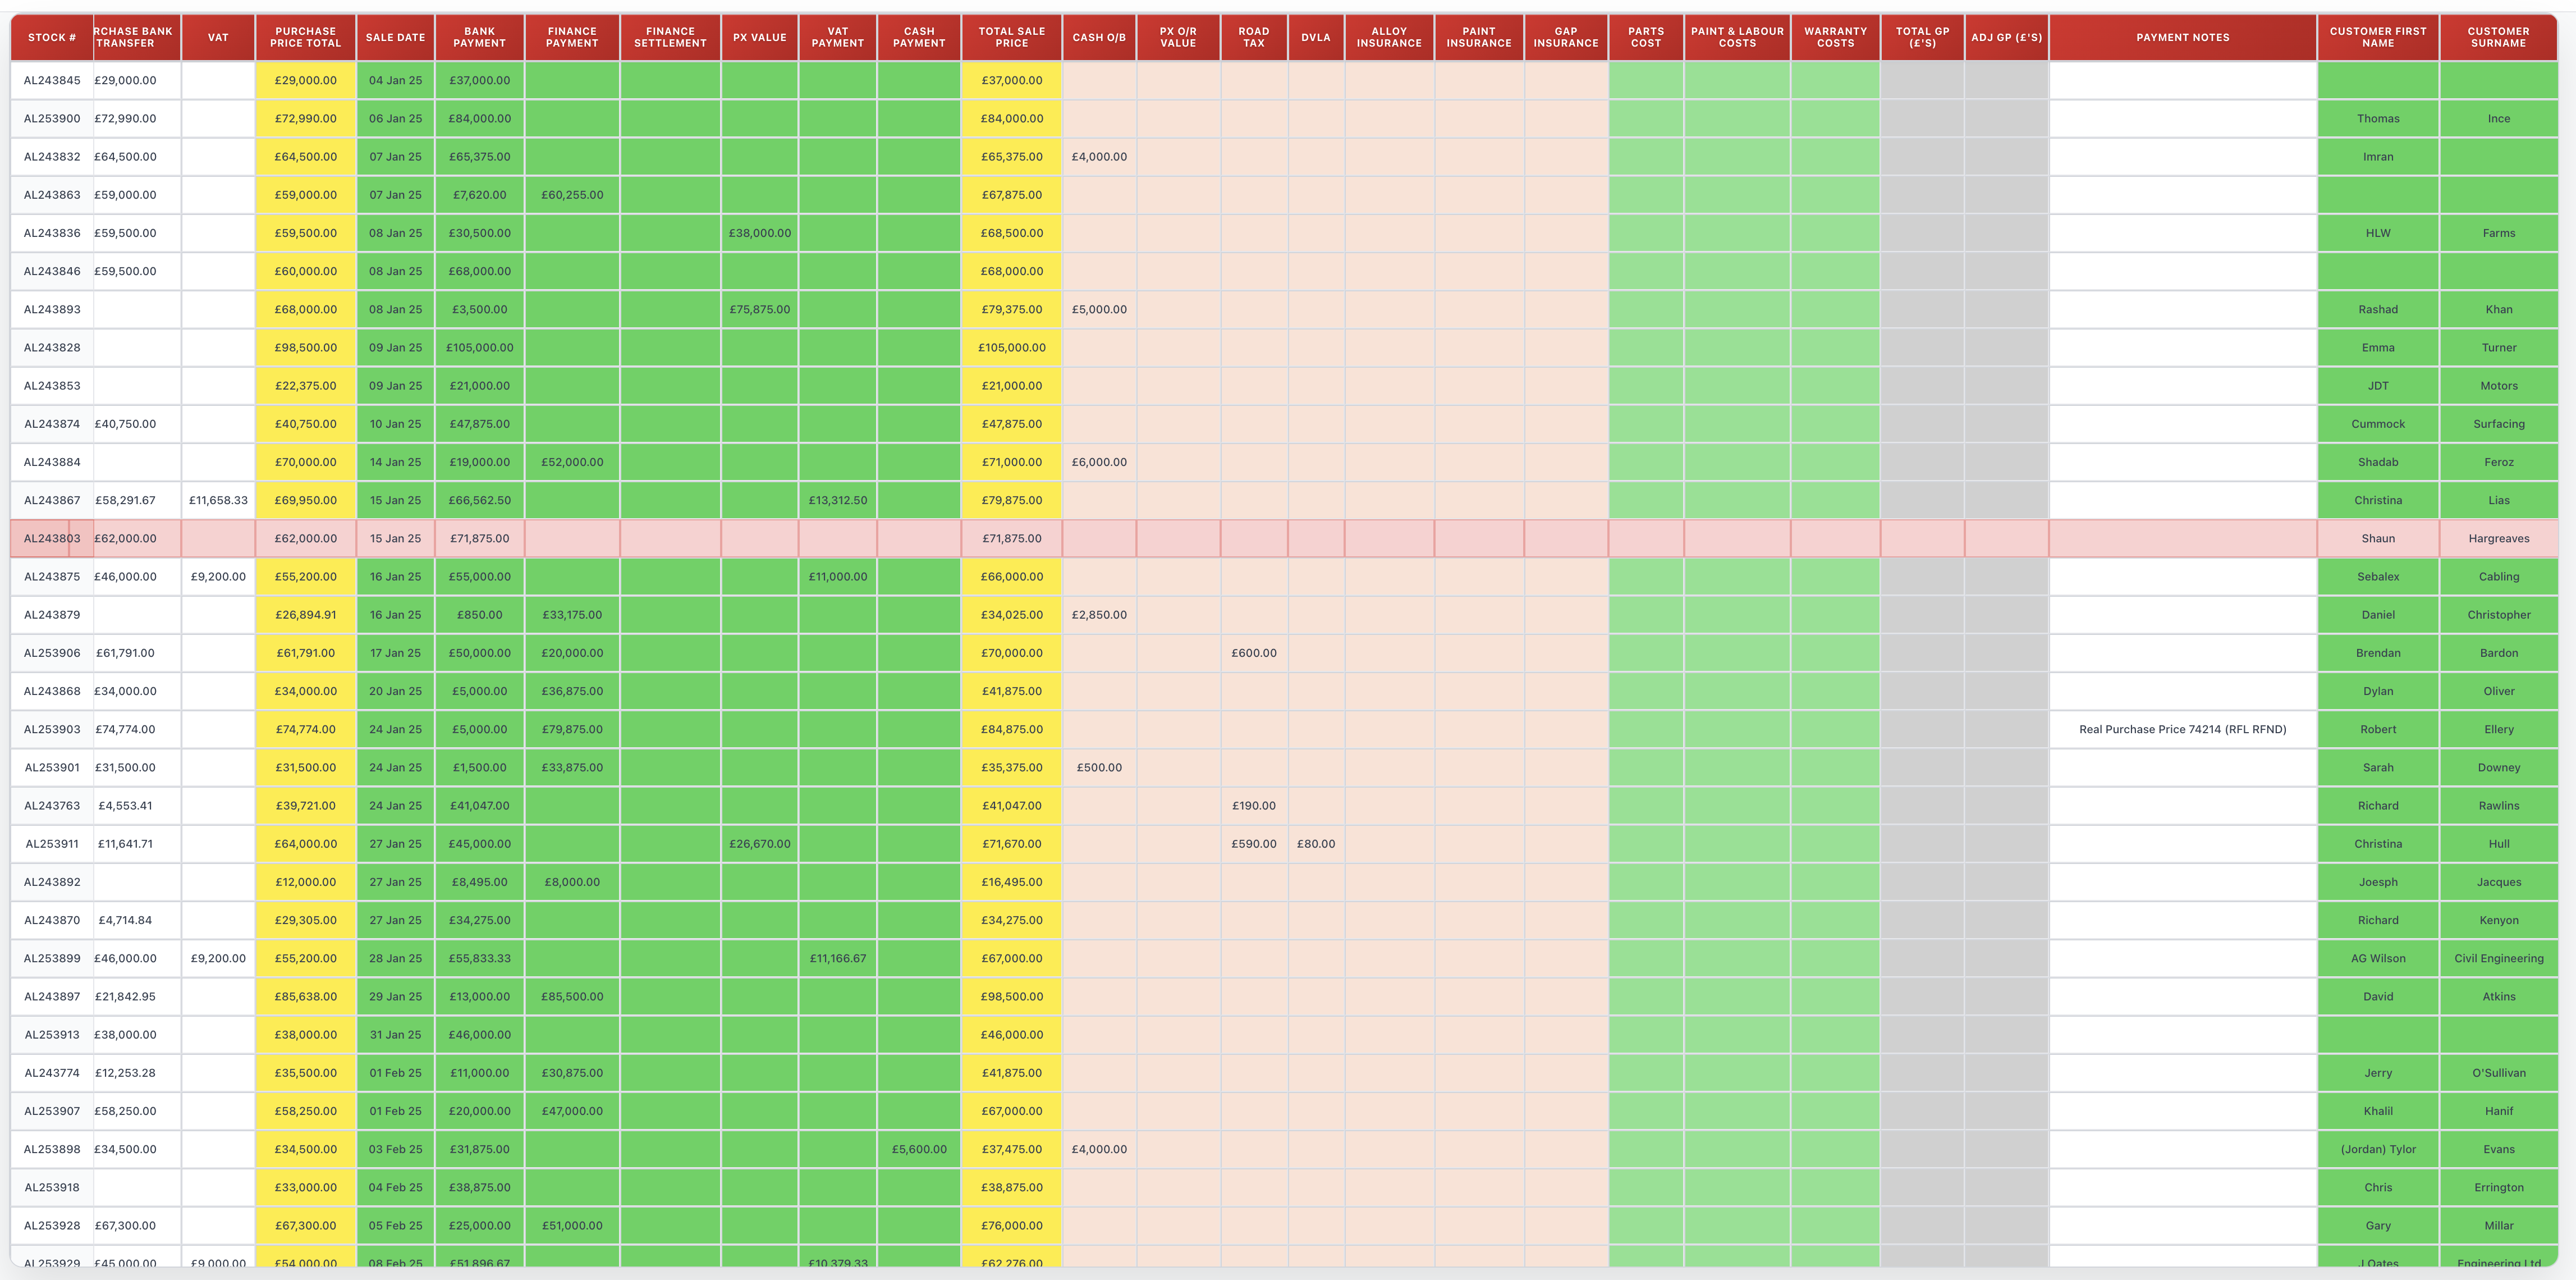 STOCK # RCHASE BANK TRANSFER VAT PURCHASE PRICE TOTAL SALE DATE BANK PAYMENT FINANCE PAYMENT FINANCE SETTLEMENT PX VALUE VAT PAYMENT CASH PAYMENT TOTAL SALE PRICE CASH O/B PX O/R VALUE ROAD TAX DVLA ALLOY INSURANCE PAINT INSURANCE GAP INSURANCE PARTS COST PAINT & LABOUR COSTS WARRANTY COSTS TOTAL GP (£'S) ADJ GP (£'S) PAYMENT NOTES CUSTOMER FIRST NAME CUSTOMER SURNAME
AL243845 £29,000.00 £29,000.00 04 Jan 25 £37,000.00 £37,000.00
AL253900 £72,990.00 £72,990.00 06 Jan 25 £84,000.00 £84,000.00 Thomas Ince
AL243832 £64,500.00 £64,500.00 07 Jan 25 £65,375.00 £65,375.00 £4,000.00 Imran
AL243863 £59,000.00 £59,000.00 07 Jan 25 £7,620.00 £60,255.00 £67,875.00
AL243836 £59,500.00 £59,500.00 08 Jan 25 £30,500.00 £38,000.00 £68,500.00 HLW Farms
AL243846 £59,500.00 £60,000.00 08 Jan 25 £68,000.00 £68,000.00
AL243893 £68,000.00 08 Jan 25 £3,500.00 £75,875.00 £79,375.00 £5,000.00 Rashad Khan
AL243828 £98,500.00 09 Jan 25 £105,000.00 £105,000.00 Emma Turner
AL243853 £22,375.00 09 Jan 25 £21,000.00 £21,000.00 JDT Motors
AL243874 £40,750.00 £40,750.00 10 Jan 25 £47,875.00 £47,875.00 Cummock Surfacing
AL243884 £70,000.00 14 Jan 25 £19,000.00 £52,000.00 £71,000.00 £6,000.00 Shadab Feroz
AL243867 £58,291.67 £11,658.33 £69,950.00 15 Jan 25 £66,562.50 £13,312.50 £79,875.00 Christina Lias
AL243803 £62,000.00 £62,000.00 15 Jan 25 £71,875.00 £71,875.00 Shaun Hargreaves
AL243875 £46,000.00 £9,200.00 £55,200.00 16 Jan 25 £55,000.00 £11,000.00 £66,000.00 Sebalex Cabling
AL243879 £26,894.91 16 Jan 25 £850.00 £33,175.00 £34,025.00 £2,850.00 Daniel Christopher
AL253906 £61,791.00 £61,791.00 17 Jan 25 £50,000.00 £20,000.00 £70,000.00 £600.00 Brendan Bardon
AL243868 £34,000.00 £34,000.00 20 Jan 25 £5,000.00 £36,875.00 £41,875.00 Dylan Oliver
AL253903 £74,774.00 £74,774.00 24 Jan 25 £5,000.00 £79,875.00 £84,875.00 Real Purchase Price 74214 (RFL RFND) Robert Ellery
AL253901 £31,500.00 £31,500.00 24 Jan 25 £1,500.00 £33,875.00 £35,375.00 £500.00 Sarah Downey
AL243763 £4,553.41 £39,721.00 24 Jan 25 £41,047.00 £41,047.00 £190.00 Richard Rawlins
AL253911 £11,641.71 £64,000.00 27 Jan 25 £45,000.00 £26,670.00 £71,670.00 £590.00 £80.00 Christina Hull
AL243892 £12,000.00 27 Jan 25 £8,495.00 £8,000.00 £16,495.00 Joesph Jacques
AL243870 £4,714.84 £29,305.00 27 Jan 25 £34,275.00 £34,275.00 Richard Kenyon
AL253899 £46,000.00 £9,200.00 £55,200.00 28 Jan 25 £55,833.33 £11,166.67 £67,000.00 AG Wilson Civil Engineering
AL243897 £21,842.95 £85,638.00 29 Jan 25 £13,000.00 £85,500.00 £98,500.00 David Atkins
AL253913 £38,000.00 £38,000.00 31 Jan 25 £46,000.00 £46,000.00
AL243774 £12,253.28 £35,500.00 01 Feb 25 £11,000.00 £30,875.00 £41,875.00 Jerry O'Sullivan
AL253907 £58,250.00 £58,250.00 01 Feb 25 £20,000.00 £47,000.00 £67,000.00 Khalil Hanif
AL253898 £34,500.00 £34,500.00 03 Feb 25 £31,875.00 £5,600.00 £37,475.00 £4,000.00 (Jordan) Tylor Evans
AL253918 £33,000.00 04 Feb 25 £38,875.00 £38,875.00 Chris Errington
AL253928 £67,300.00 £67,300.00 05 Feb 25 £25,000.00 £51,000.00 £76,000.00 Gary Millar
AL253929 £45,000.00 £9,000.00 £54,000.00 08 Feb 25 £51,896.67 £10,379.33 £62,276.00 J Oates Engineering Ltd